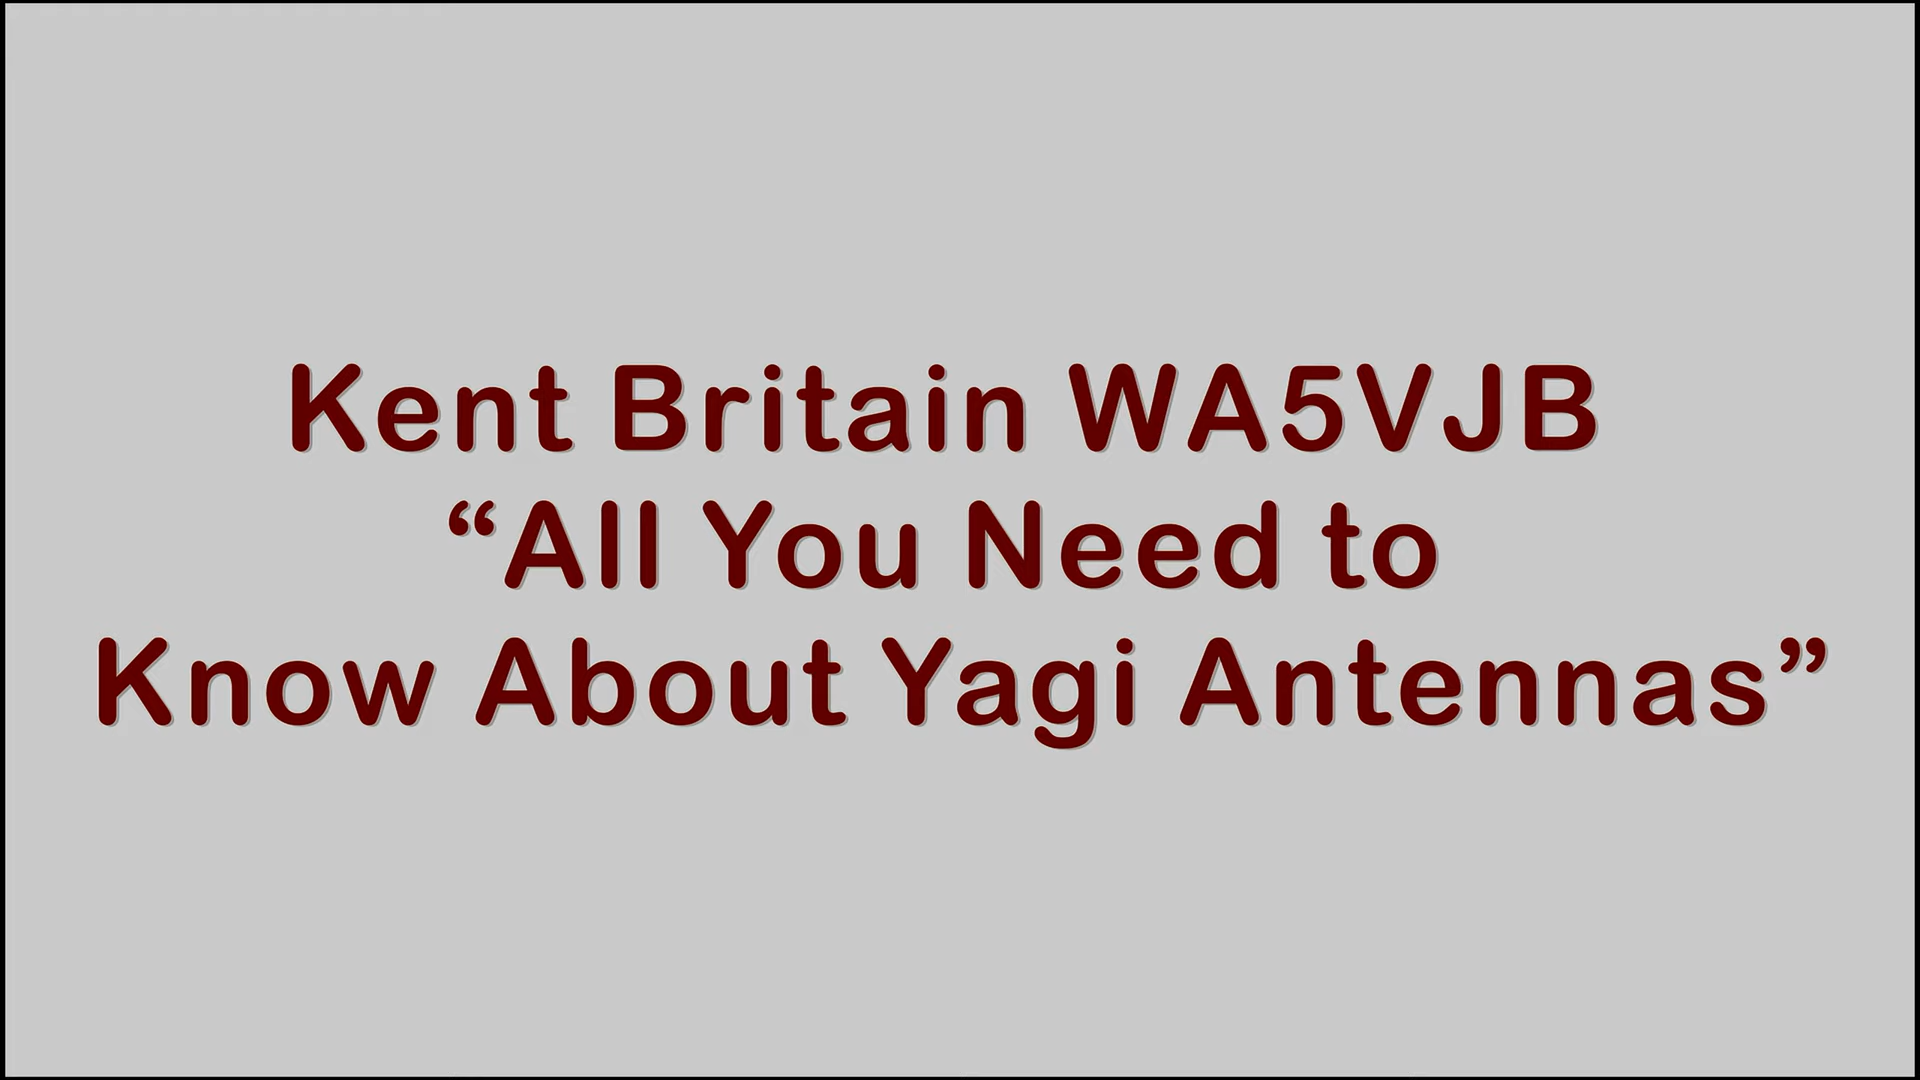 Kent Britain WA5VJB
“All You Need to
Know About Yagi Antennas”